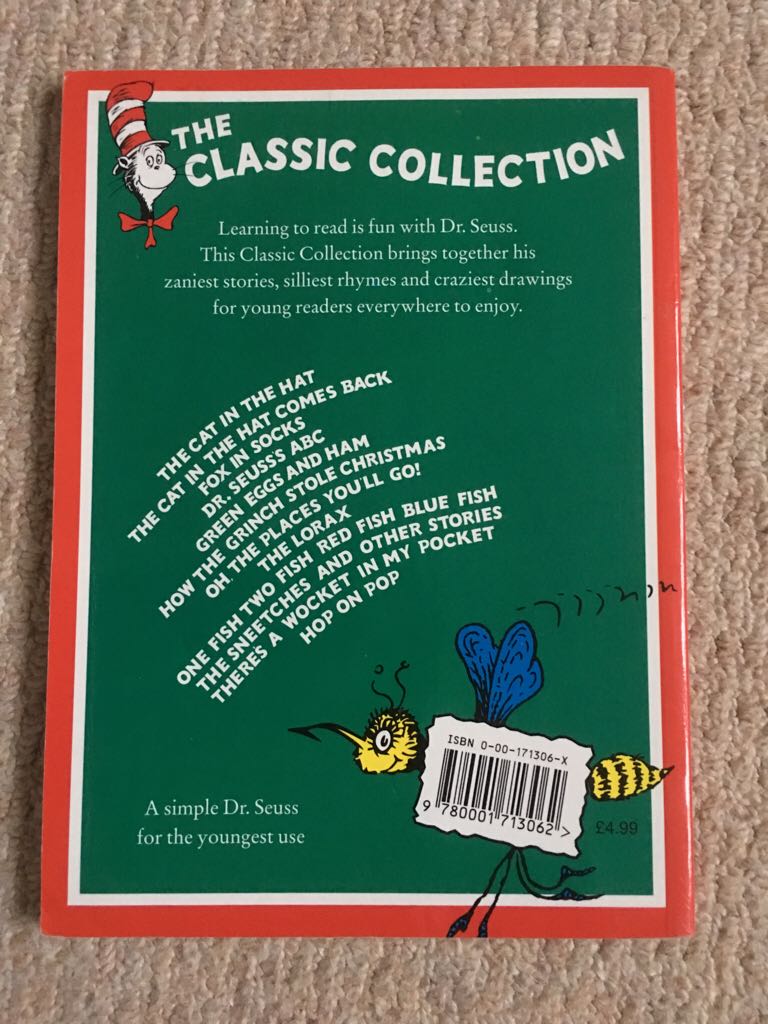 THE
CLASSIC COLLECTION
Learning to read is fun with Dr. Seuss.
This Classic Collection brings together his
zaniest stories, silliest rhymes and craziest drawings
for young readers everywhere to enjoy.
THE CAT IN THE HAT
THE CAT IN THE HAT COMES BACK
FOX IN SOCKS
DR. SEUSS'S ABC
GREEN EGGS AND HAM
HOW THE GRINCH STOLE CHRISTMAS
OH, THE PLACES YOU'LL GO!
THE LORAX
ONE FISH TWO FISH RED FISH BLUE FISH
THE SNEETCHES AND OTHER STORIES
THERE'S A WOCKET IN MY POCKET
HOP ON POP
ISBN 0-00-171306-X
9 780001 713062 >
£4.99
A simple Dr. Seuss
for the youngest use